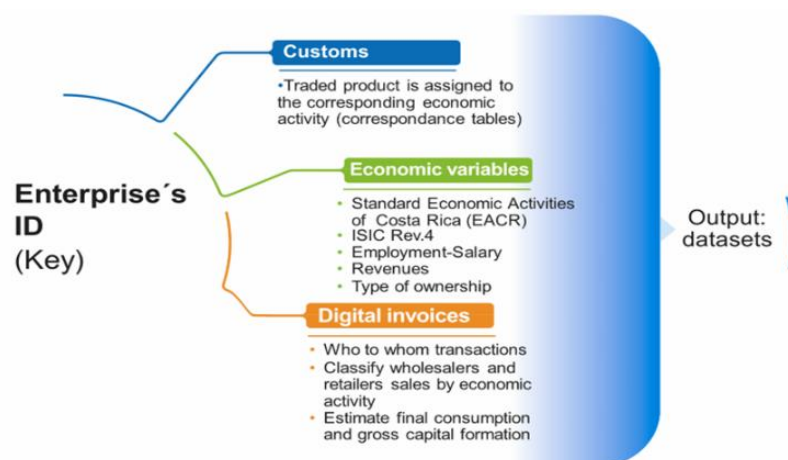 Customs
•Traded product is assigned to
the corresponding economic
activity (correspondance tables)
Enterprise´s
ID
(Key)
Economic variables
• Standard Economic Activities
of Costa Rica (EACR)
• ISIC Rev.4
• Employment-Salary
• Revenues
• Type of ownership
Digital invoices
• Who to whom transactions
• Classify wholesalers and
retailers sales by economic
activity
• Estimate final consumption
and gross capital formation
Output:
datasets